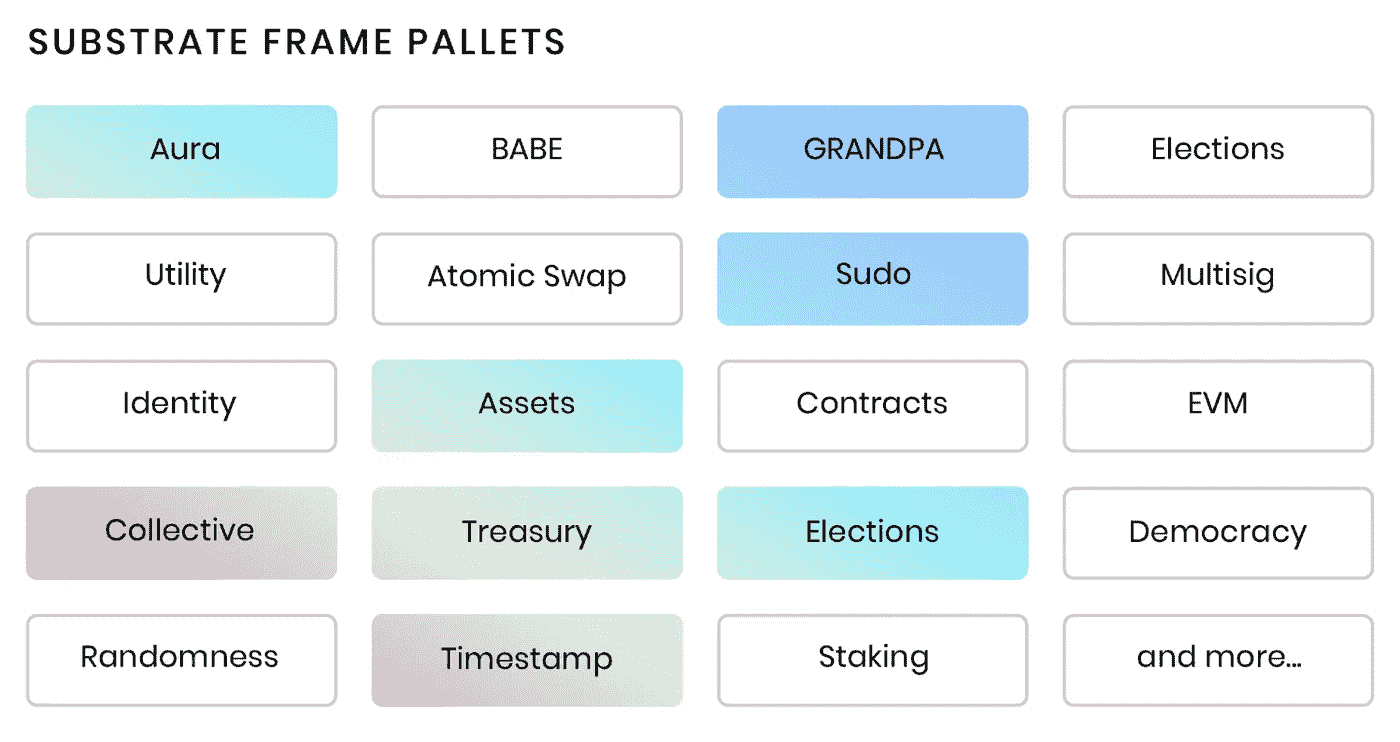 SUBSTRATE FRAME PALLETS
Aura
BABE
GRANDPA
Elections
Utility
Atomic Swap
Sudo
Multisig
Identity
Assets
Contracts
EVM
Collective
Treasury
Elections
Democracy
Randomness
Timestamp
Staking
and more...